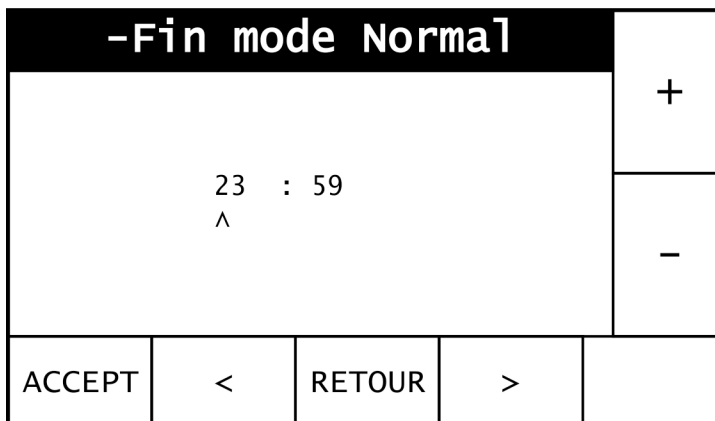 -Fin mode Normal
+
23 : 59
^
-
ACCEPT < RETOUR >